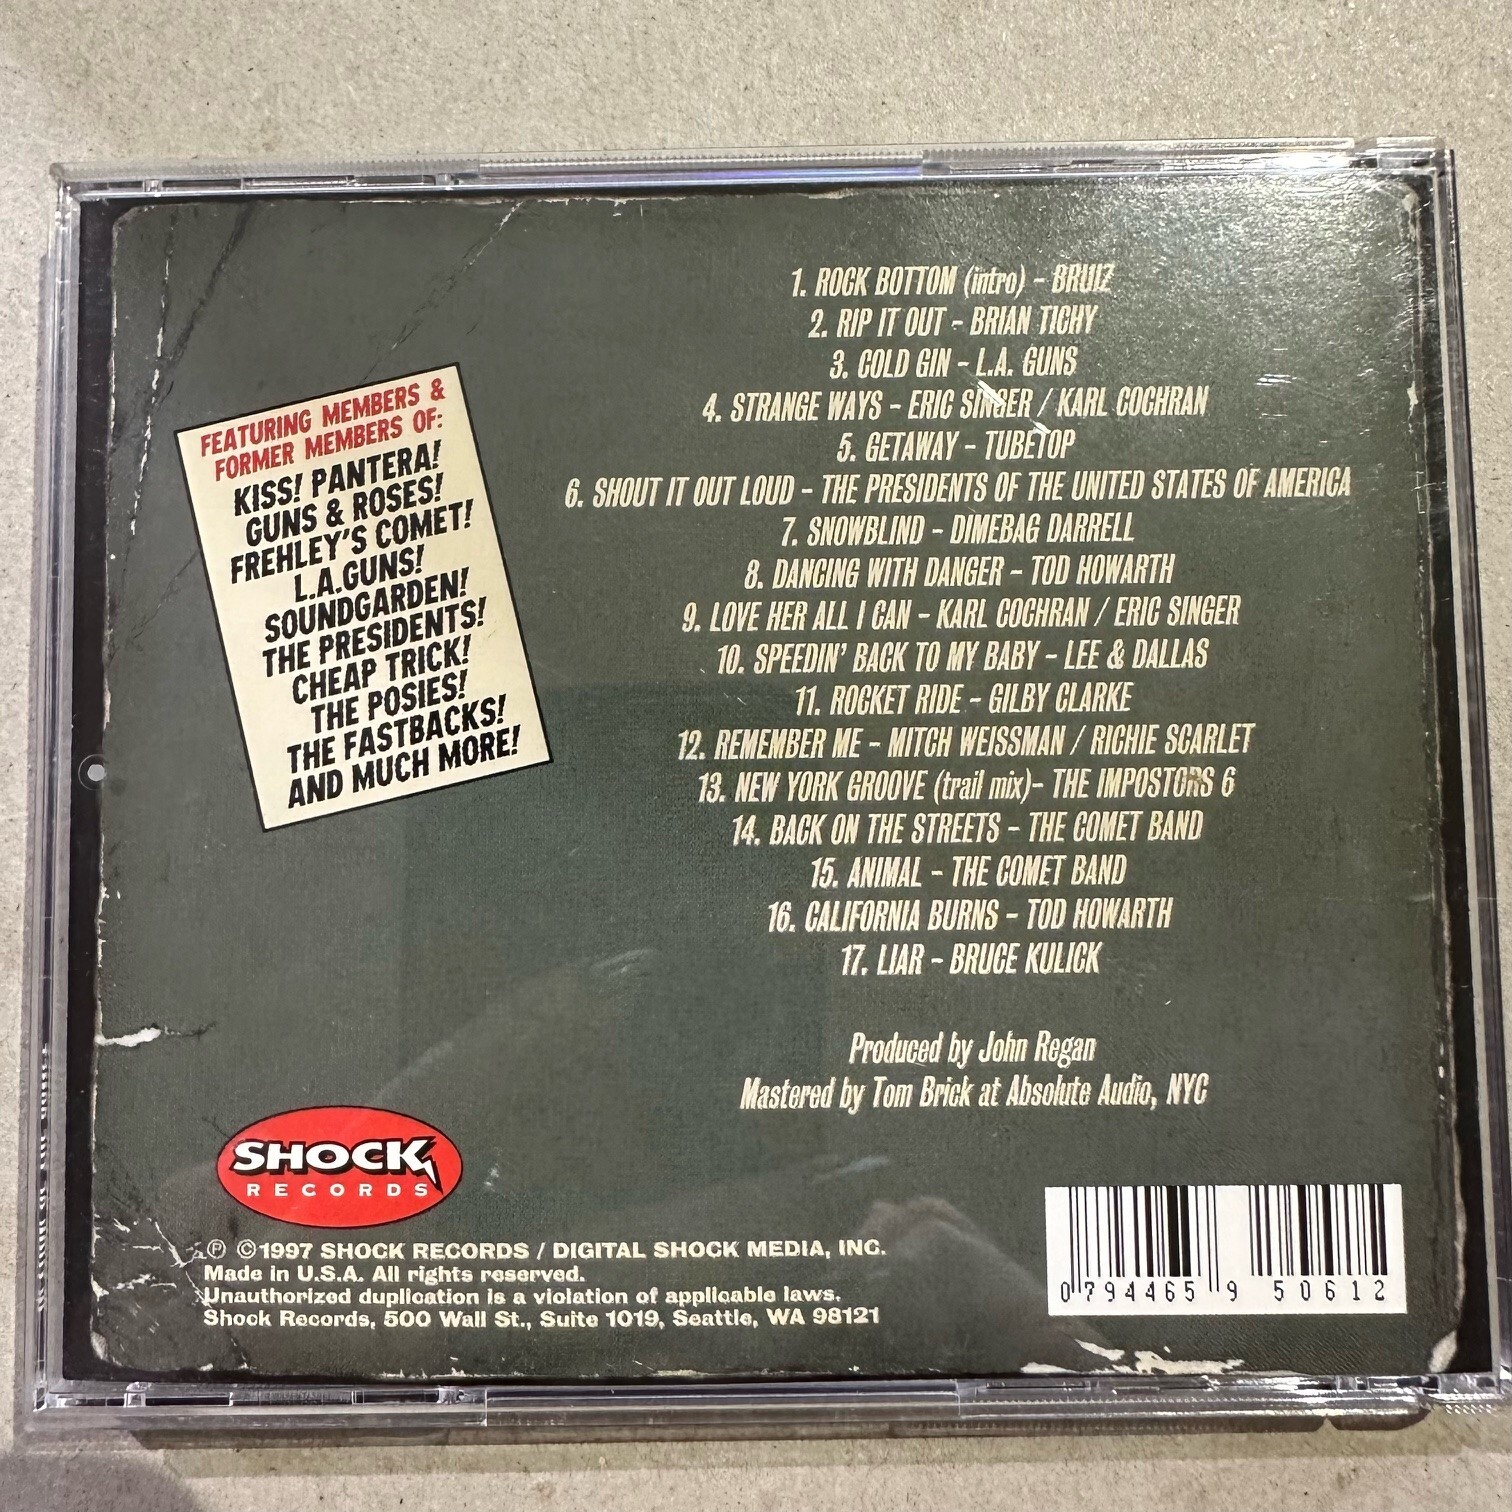 FEATURING MEMBERS &
FORMER MEMBERS OF:
KISS! PANTERA!
GUNS & ROSES!
FREHLEY'S COMET!
L.A.GUNS!
SOUNDGARDEN!
THE PRESIDENTS!
CHEAP TRICK!
THE POSIES!
THE FASTBACKS!
AND MUCH MORE!
1. ROCK BOTTOM (intro) - BRUIZ
2. RIP IT OUT - BRIAN TICHY
3. COLD GIN - L.A. GUNS
4. STRANGE WAYS - ERIC SINGER / KARL COCHRAN
5. GETAWAY - TUBETOP
6. SHOUT IT OUT LOUD - THE PRESIDENTS OF THE UNITED STATES OF AMERICA
7. SNOWBLIND - DIMEBAG DARRELL
8. DANCING WITH DANGER - TOD HOWARTH
9. LOVE HER ALL I CAN - KARL COCHRAN / ERIC SINGER
10. SPEEDIN' BACK TO MY BABY - LEE & DALLAS
11. ROCKET RIDE - GILBY CLARKE
12. REMEMBER ME - MITCH WEISSMAN / RICHIE SCARLET
13. NEW YORK GROOVE (trail mix)- THE IMPOSTORS 6
14. BACK ON THE STREETS - THE COMET BAND
15. ANIMAL - THE COMET BAND
16. CALIFORNIA BURNS - TOD HOWARTH
17. LIAR - BRUCE KULICK
Produced by John Regan
Mastered by Tom Brick at Absolute Audio, NYC
SHOCK
RECORDS
℗ ©1997 SHOCK RECORDS / DIGITAL SHOCK MEDIA, INC.
Made in U.S.A. All rights reserved.
Unauthorized duplication is a violation of applicable laws.
Shock Records, 500 Wall St., Suite 1019, Seattle, WA 98121
0 794465 9 50612